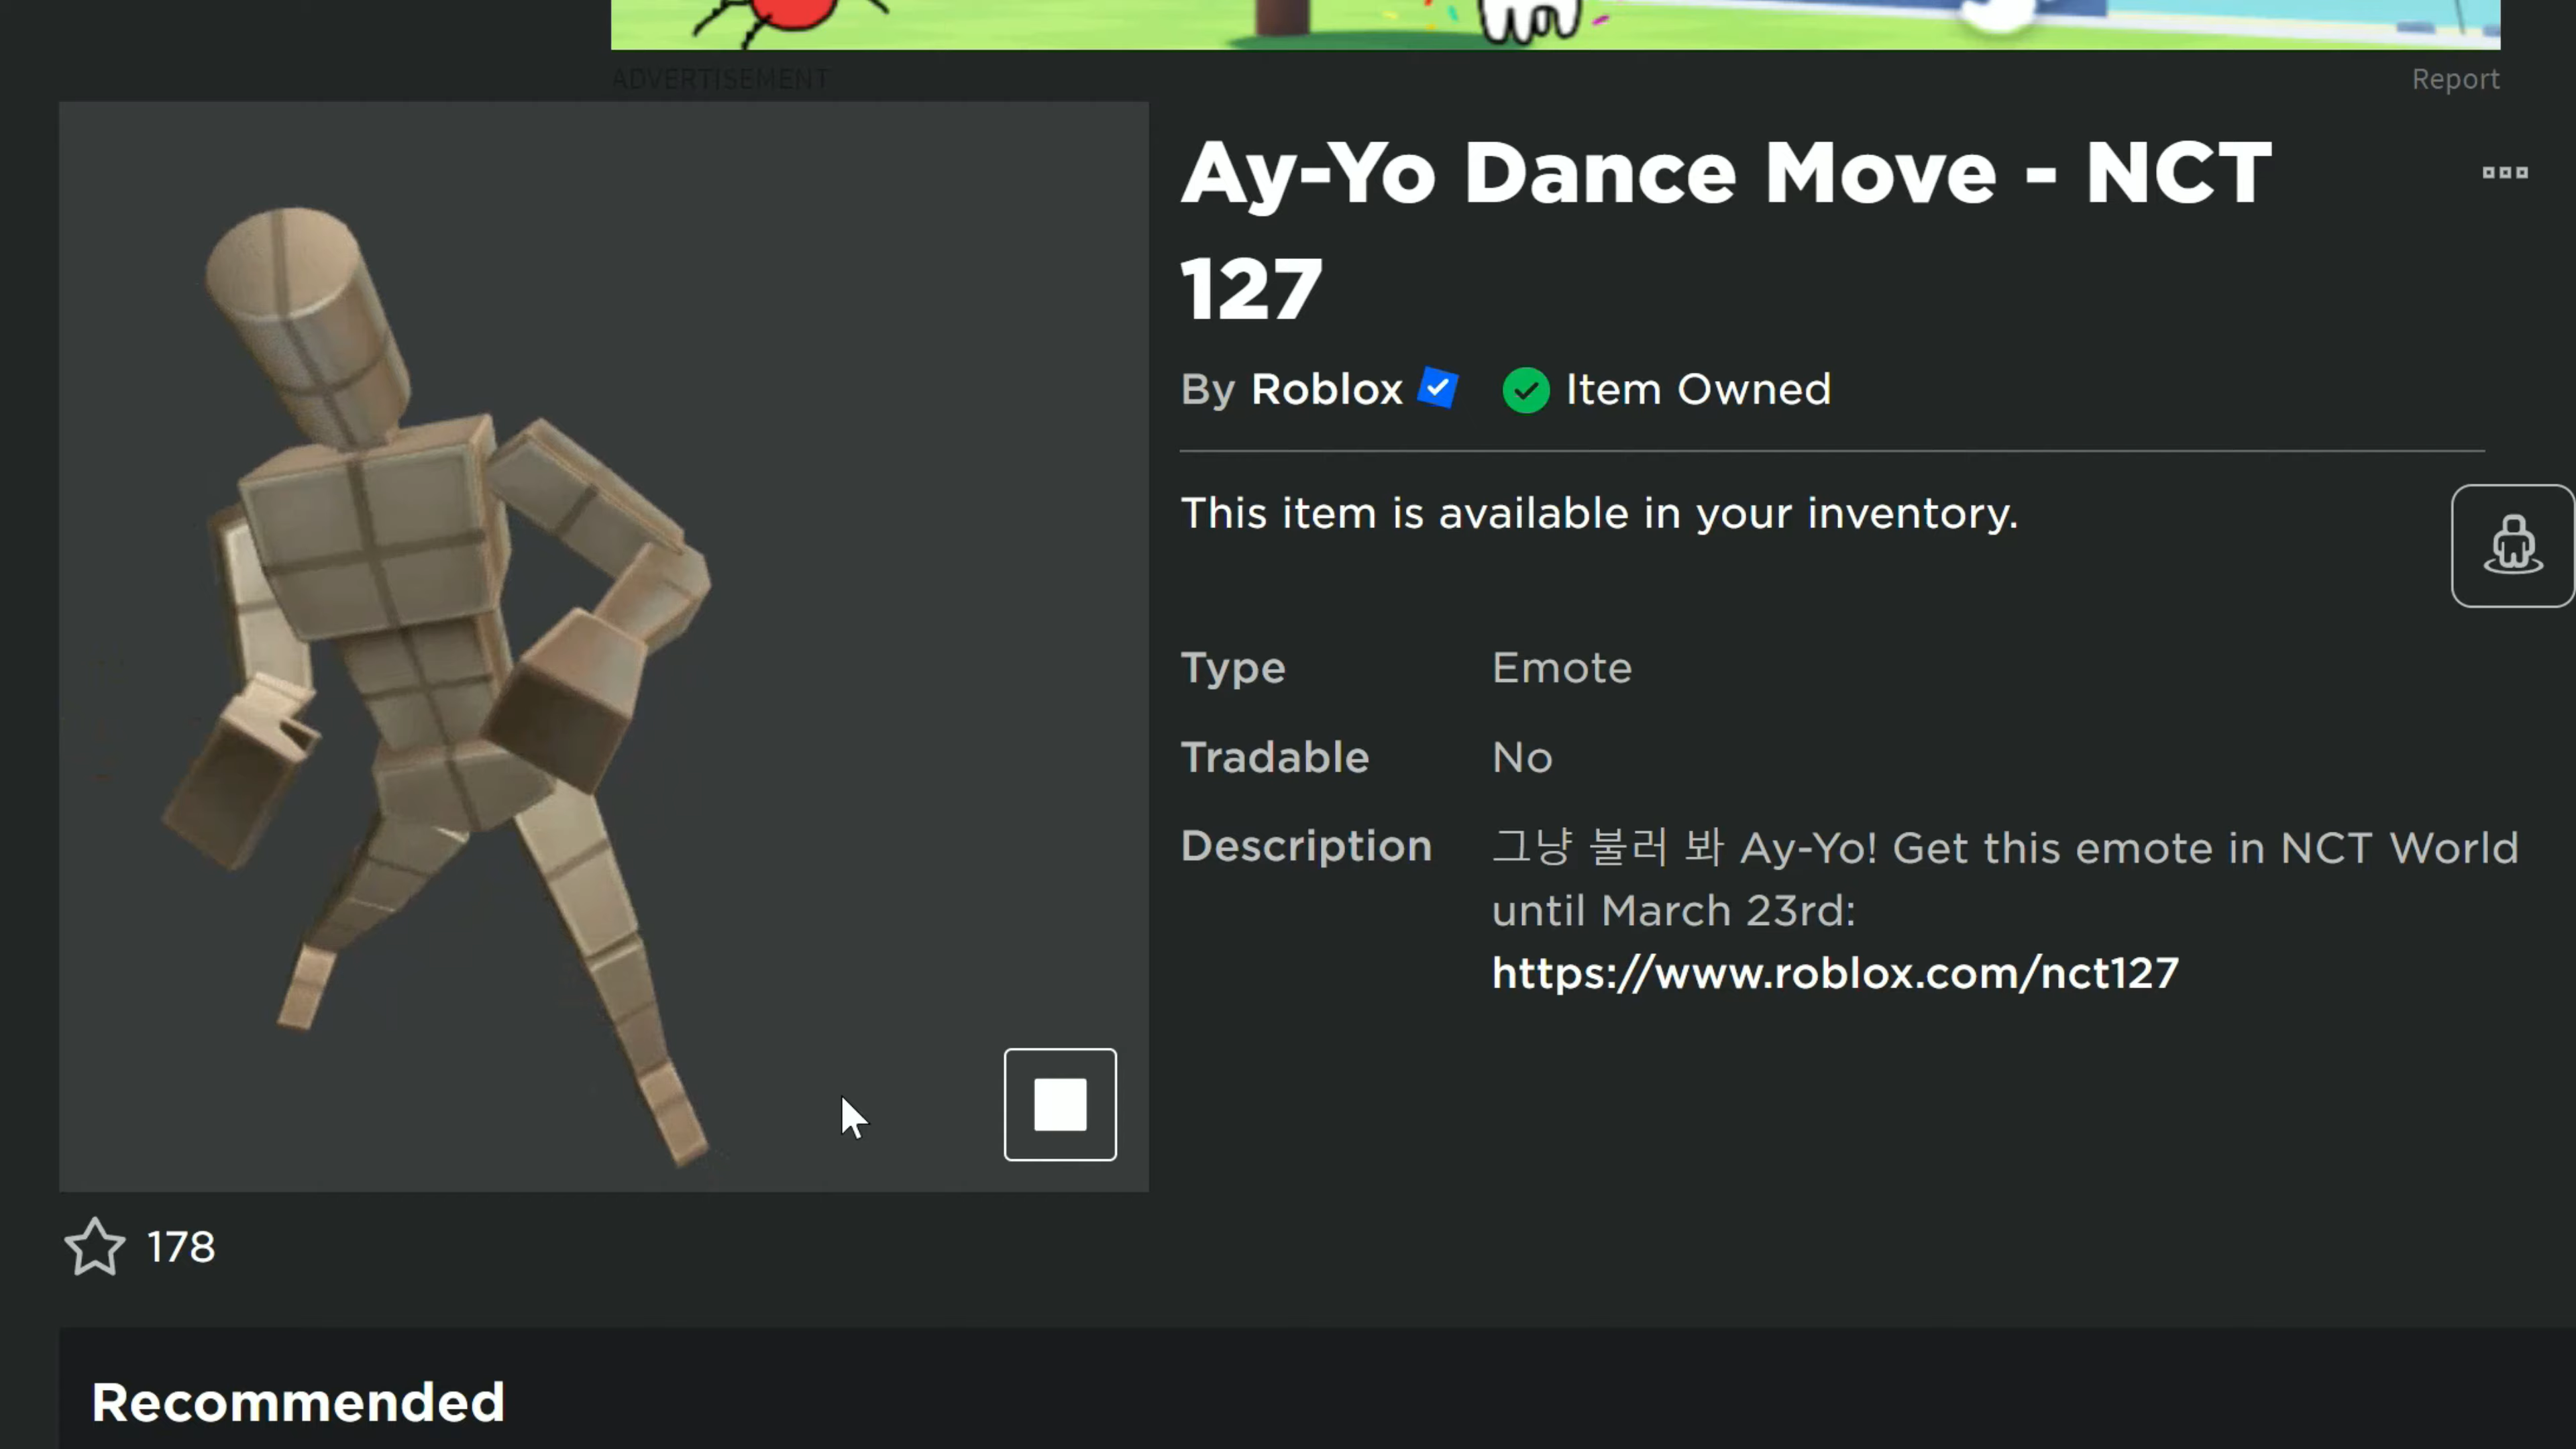 ADVERTISEMENT
Report
Ay-Yo Dance Move - NCT
127
By Roblox Item Owned
This item is available in your inventory.
Type Emote
Tradable No
Description 그냥 불러 봐 Ay-Yo! Get this emote in NCT World
until March 23rd:
https://www.roblox.com/nct127
178
Recommended